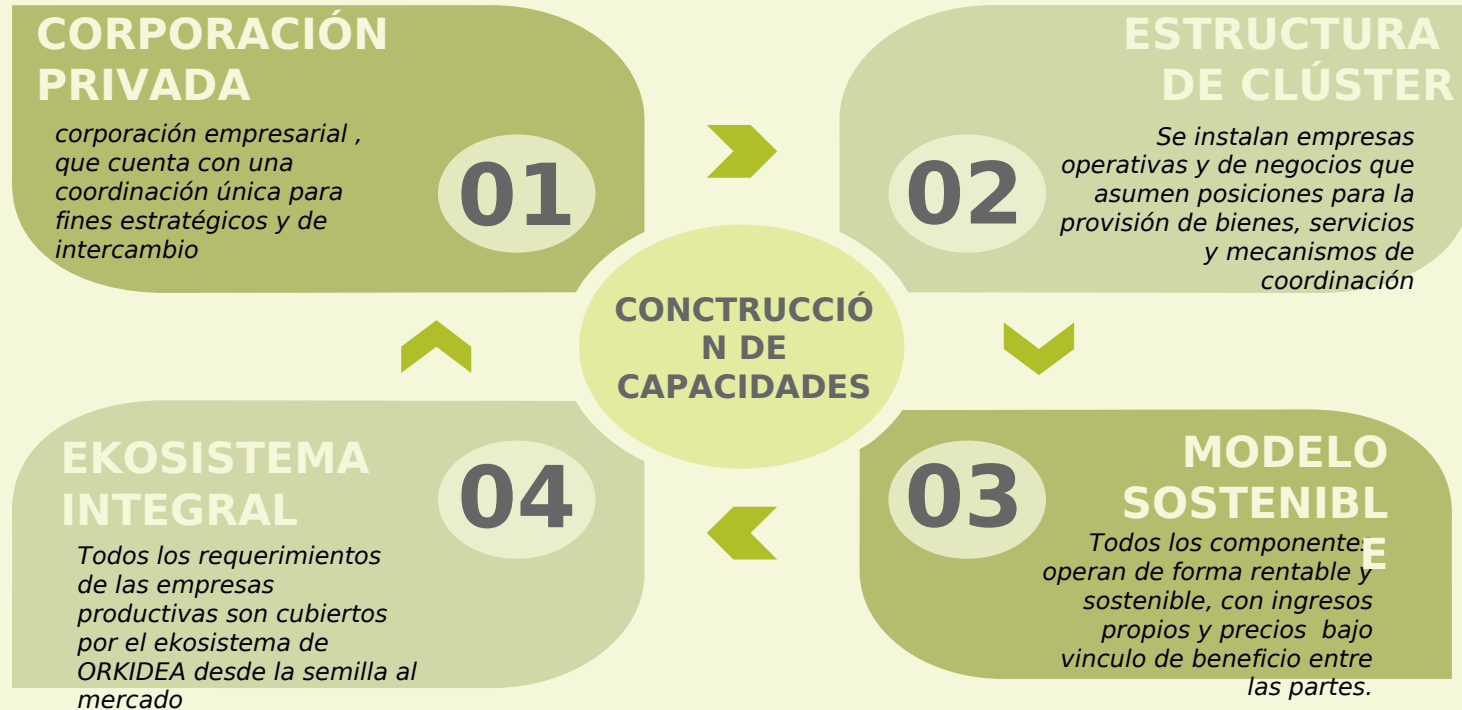 CORPORACIÓN
PRIVADA
corporación empresarial ,
que cuenta con una
coordinación única para
fines estratégicos y de
intercambio
01
ESTRUCTURA
DE CLÚSTER
Se instalan empresas
operativas y de negocios que
asumen posiciones para la
provisión de bienes, servicios
y mecanismos de
coordinación
02
CONCTRUCCIÓ
N DE
CAPACIDADES
MODELO
SOSTENIBL
E
Todos los componentes
operan de forma rentable y
sostenible, con ingresos
propios y precios  bajo
vinculo de beneficio entre
las partes.
03
EKOSISTEMA
INTEGRAL
Todos los requerimientos
de las empresas
productivas son cubiertos
por el ekosistema de
ORKIDEA desde la semilla al
mercado
04